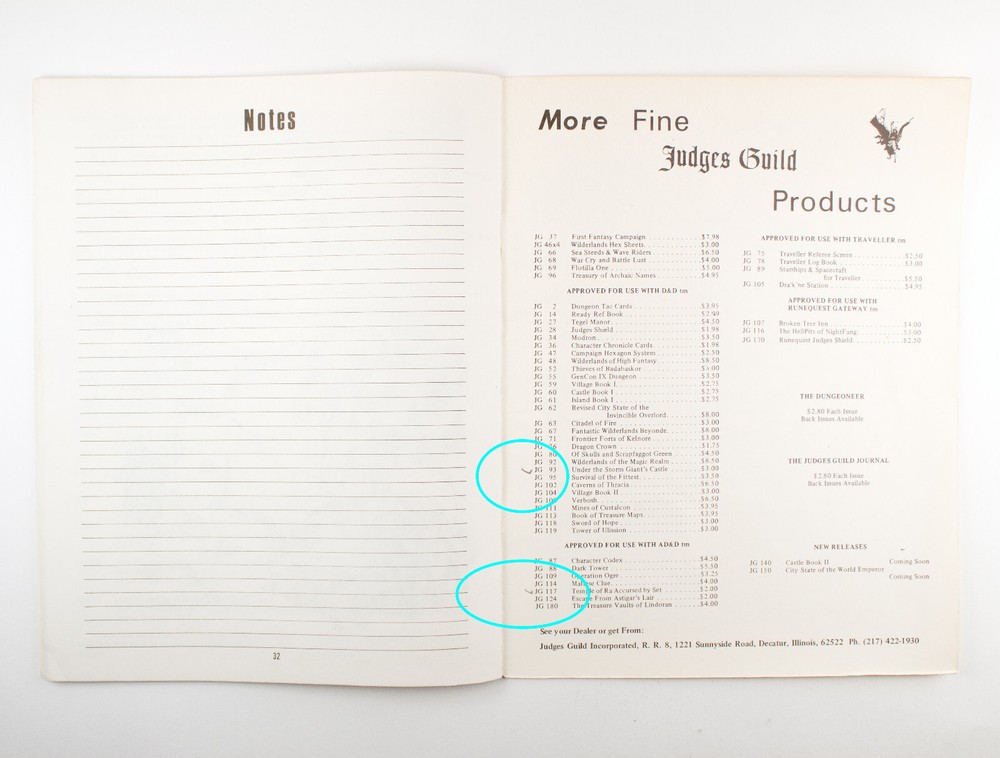 Notes
32
More Fine
Judges Guild
Products
JG 37 First Fantasy Campaign . . . . . . . . . . . $7.98
JG 46x4 Wilderlands Hex Sheets. . . . . . . . . . . . $3.00
JG 66 Sea Steeds & Wave Riders . . . . . . . . . . $6.50
JG 68 War Cry and Battle Lust . . . . . . . . . . . $4.00
JG 69 Flotilla One . . . . . . . . . . . . . . . . . . $5.00
JG 96 Treasury of Archaic Names . . . . . . . . . $4.95
APPROVED FOR USE WITH D&D tm
JG 2 Dungeon Tac Cards . . . . . . . . . . . . . . $3.95
JG 14 Ready Ref Book . . . . . . . . . . . . . . . . $2.99
JG 27 Tegel Manor . . . . . . . . . . . . . . . . . . $4.50
JG 28 Judges Shield . . . . . . . . . . . . . . . . . $1.98
JG 34 Modron . . . . . . . . . . . . . . . . . . . . . $3.50
JG 36 Character Chronicle Cards . . . . . . . . . . $1.98
JG 47 Campaign Hexagon System . . . . . . . . . . $2.50
JG 48 Wilderlands of High Fantasy . . . . . . . . . $8.50
JG 52 Thieves of Badabaskor . . . . . . . . . . . . $3.00
JG 55 GenCon IX Dungeon . . . . . . . . . . . . . $3.50
JG 59 Village Book I . . . . . . . . . . . . . . . . . $2.75
JG 60 Castle Book I . . . . . . . . . . . . . . . . . $2.75
JG 61 Island Book I . . . . . . . . . . . . . . . . . $2.75
JG 62 Revised City State of the
Invincible Overlord. . . . . . . . $8.00
JG 63 Citadel of Fire . . . . . . . . . . . . . . . . . $3.00
JG 67 Fantastic Wilderlands Beyonde. . . . . . . . $8.00
JG 71 Frontier Forts of Kelnore . . . . . . . . . . . $3.00
76 Dragon Crown . . . . . . . . . . . . . . . . . $1.75
JG 80 Of Skulls and Scrapfaggot Green . . . . . . $4.50
JG 92 Wilderlands of the Magic Realm . . . . . . . $8.50
JG 93 Under the Storm Giant's Castle . . . . . . . $3.00
JG 95 Survival of the Fittest. . . . . . . . . . . . . $3.50
JG 102 Caverns of Thracia . . . . . . . . . . . . . . $6.50
JG 104 Village Book II . . . . . . . . . . . . . . . . $3.00
JG Verbosh. . . . . . . . . . . . . . . . . . . . . $6.50
111 Mines of Custalcon . . . . . . . . . . . . . . $3.95
JG 113 Book of Treasure Maps . . . . . . . . . . . . $3.95
JG 118 Sword of Hope . . . . . . . . . . . . . . . . $3.00
JG 119 Tower of Ulission . . . . . . . . . . . . . . . $3.00
APPROVED FOR USE WITH AD&D tm
JG 87 Character Codex . . . . . . . . . . . . . . . $4.50
JG 88 Dark Tower . . . . . . . . . . . . . . . . . . $5.50
JG 109 Operation Ogre . . . . . . . . . . . . . . . . $3.25
JG 114 Maltese Clue. . . . . . . . . . . . . . . . . . $4.00
JG 117 Temple of Ra Accursed by Set . . . . . . . . $2.00
JG 124 Escape From Astigar's Lair . . . . . . . . . $2.00
JG 180 The Treasure Vaults of Lindoran . . . . . . $4.00
APPROVED FOR USE WITH TRAVELLER tm
JG 75 Traveller Referee Screen . . . . . . . . . . . $2.50
JG 78 Traveller Log Book . . . . . . . . . . . . . . $3.00
JG 89 Starships & Spacecraft
for Traveller . . . . . . . . . . . $5.50
JG 105 Dra'k'ne Station . . . . . . . . . . . . . . . $4.95
APPROVED FOR USE WITH
RUNEQUEST GATEWAY tm
JG 107 Broken Tree Inn . . . . . . . . . . . . . . . $4.00
JG 116 The HellPits of NightFang. . . . . . . . . . $3.00
JG 130 Runequest Judges Shield. . . . . . . . . . . $2.50
THE DUNGEONEER
$2.80 Each Issue
Back Issues Available
THE JUDGES GUILD JOURNAL
$2.80 Each Issue
Back Issues Available
NEW RELEASES
JG 140 Castle Book II Coming Soon
JG 150 City State of the World Emperor
Coming Soon
See your Dealer or get From:
Judges Guild Incorporated, R. R. 8, 1221 Sunnyside Road, Decatur, Illinois, 62522 Ph. (217) 422-1930